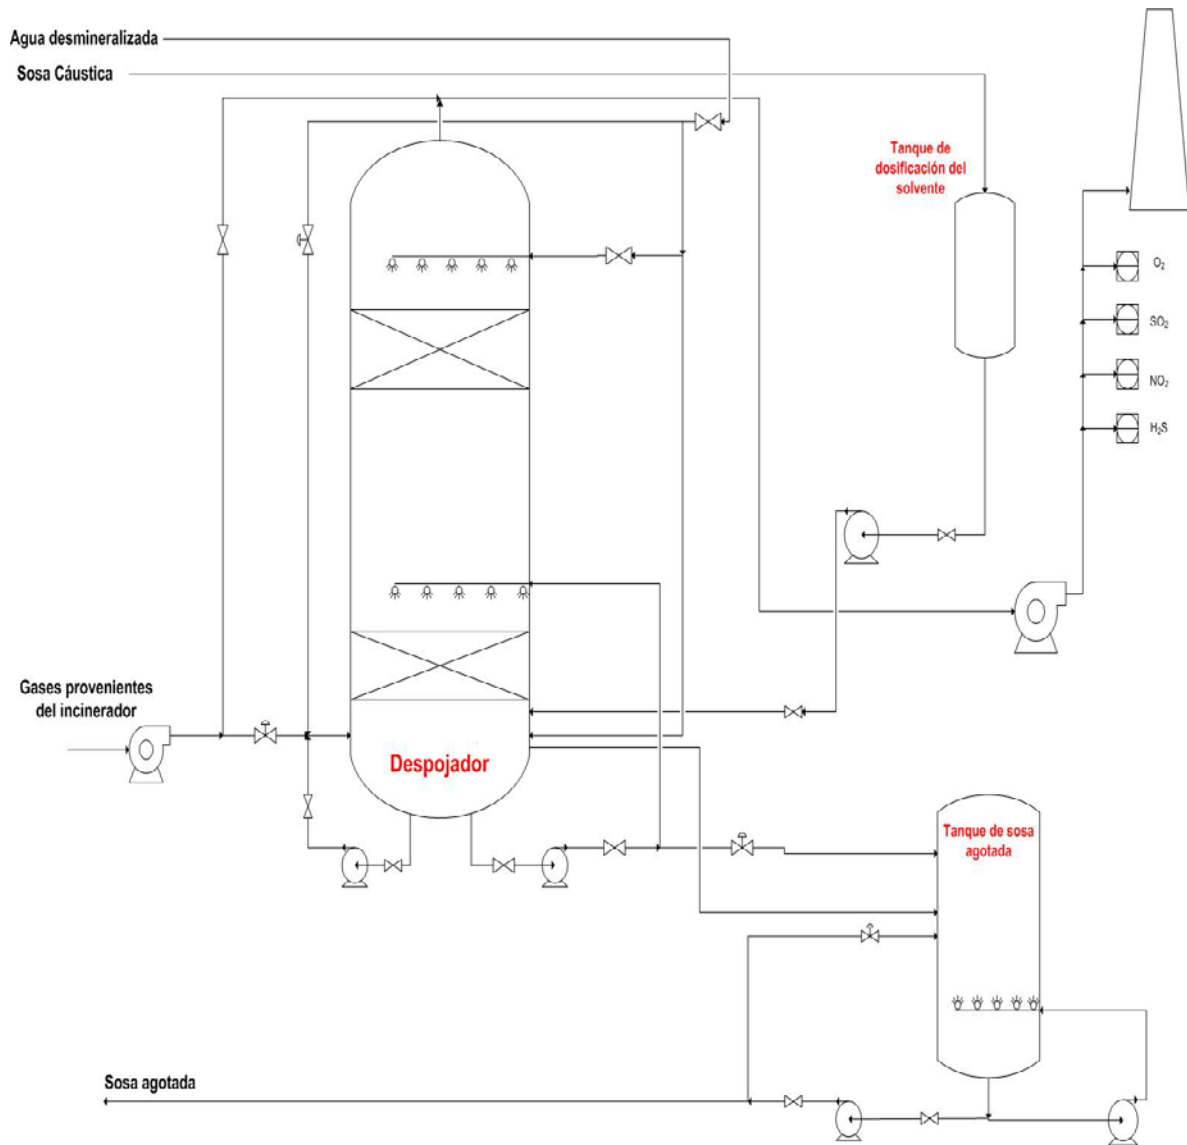 Agua desmineralizada
Sosa Cáustica
Tanque de
dosificación del
solvente
O₂
SO₂
NO₂
H₂S
Gases provenientes
del incinerador
Despojador
Tanque de sosa
agotada
Sosa agotada